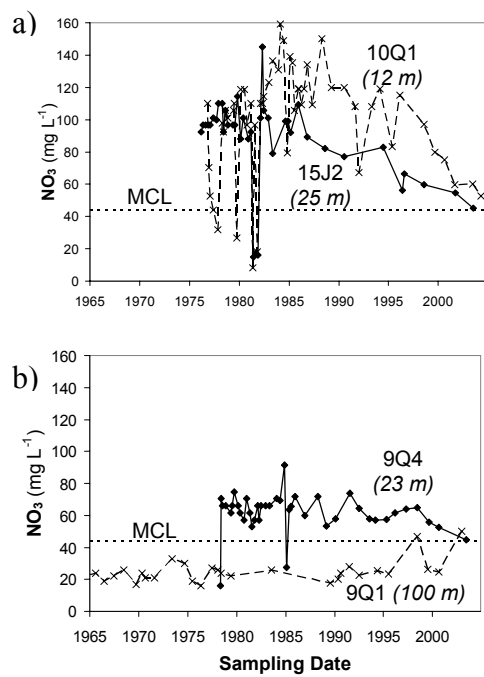 a)
160
140
120
100
80
60
40
20
0
NO3 (mg L-1)
MCL
10Q1
(12 m)
15J2
(25 m)
1965 1970 1975 1980 1985 1990 1995 2000
b)
160
140
120
100
80
60
40
20
0
NO3 (mg L-1)
MCL
9Q4
(23 m)
9Q1 (100 m)
1965 1970 1975 1980 1985 1990 1995 2000
Sampling Date